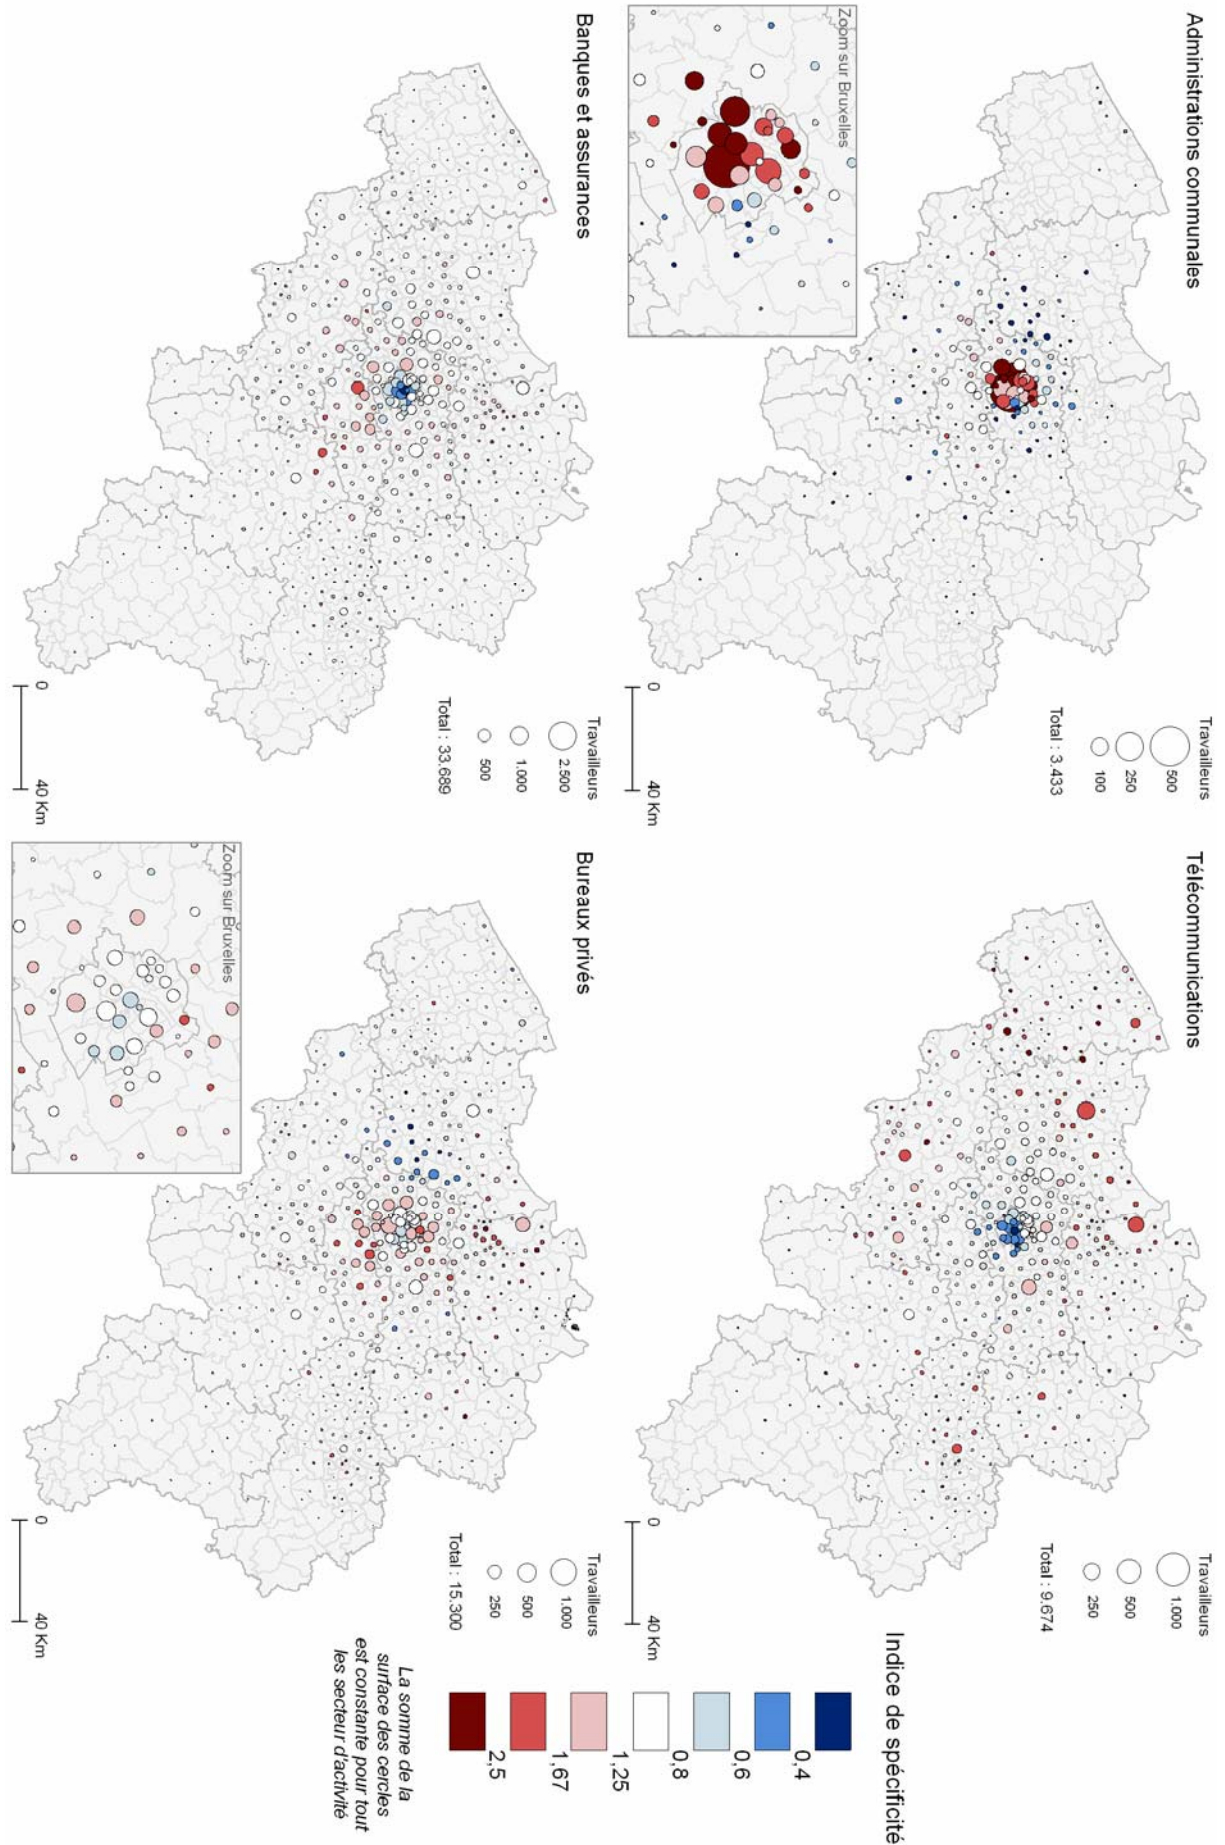 Administrations communales
Zoom sur Bruxelles
Travailleurs
500
250
100
Total : 3.433
0
40 Km
Télécommunications
Travailleurs
1.000
500
250
Total : 9.674
0
40 Km
Banques et assurances
Travailleurs
2.500
1.000
500
Total : 33.689
0
40 Km
Bureaux privés
Zoom sur Bruxelles
Travailleurs
1.000
500
250
Total : 15.300
0
40 Km
Indice de spécificité
0,4
0,6
0,8
1,25
1,67
2,5
La somme de la
surface des cercles
est constante pour tout
les secteur d'activité